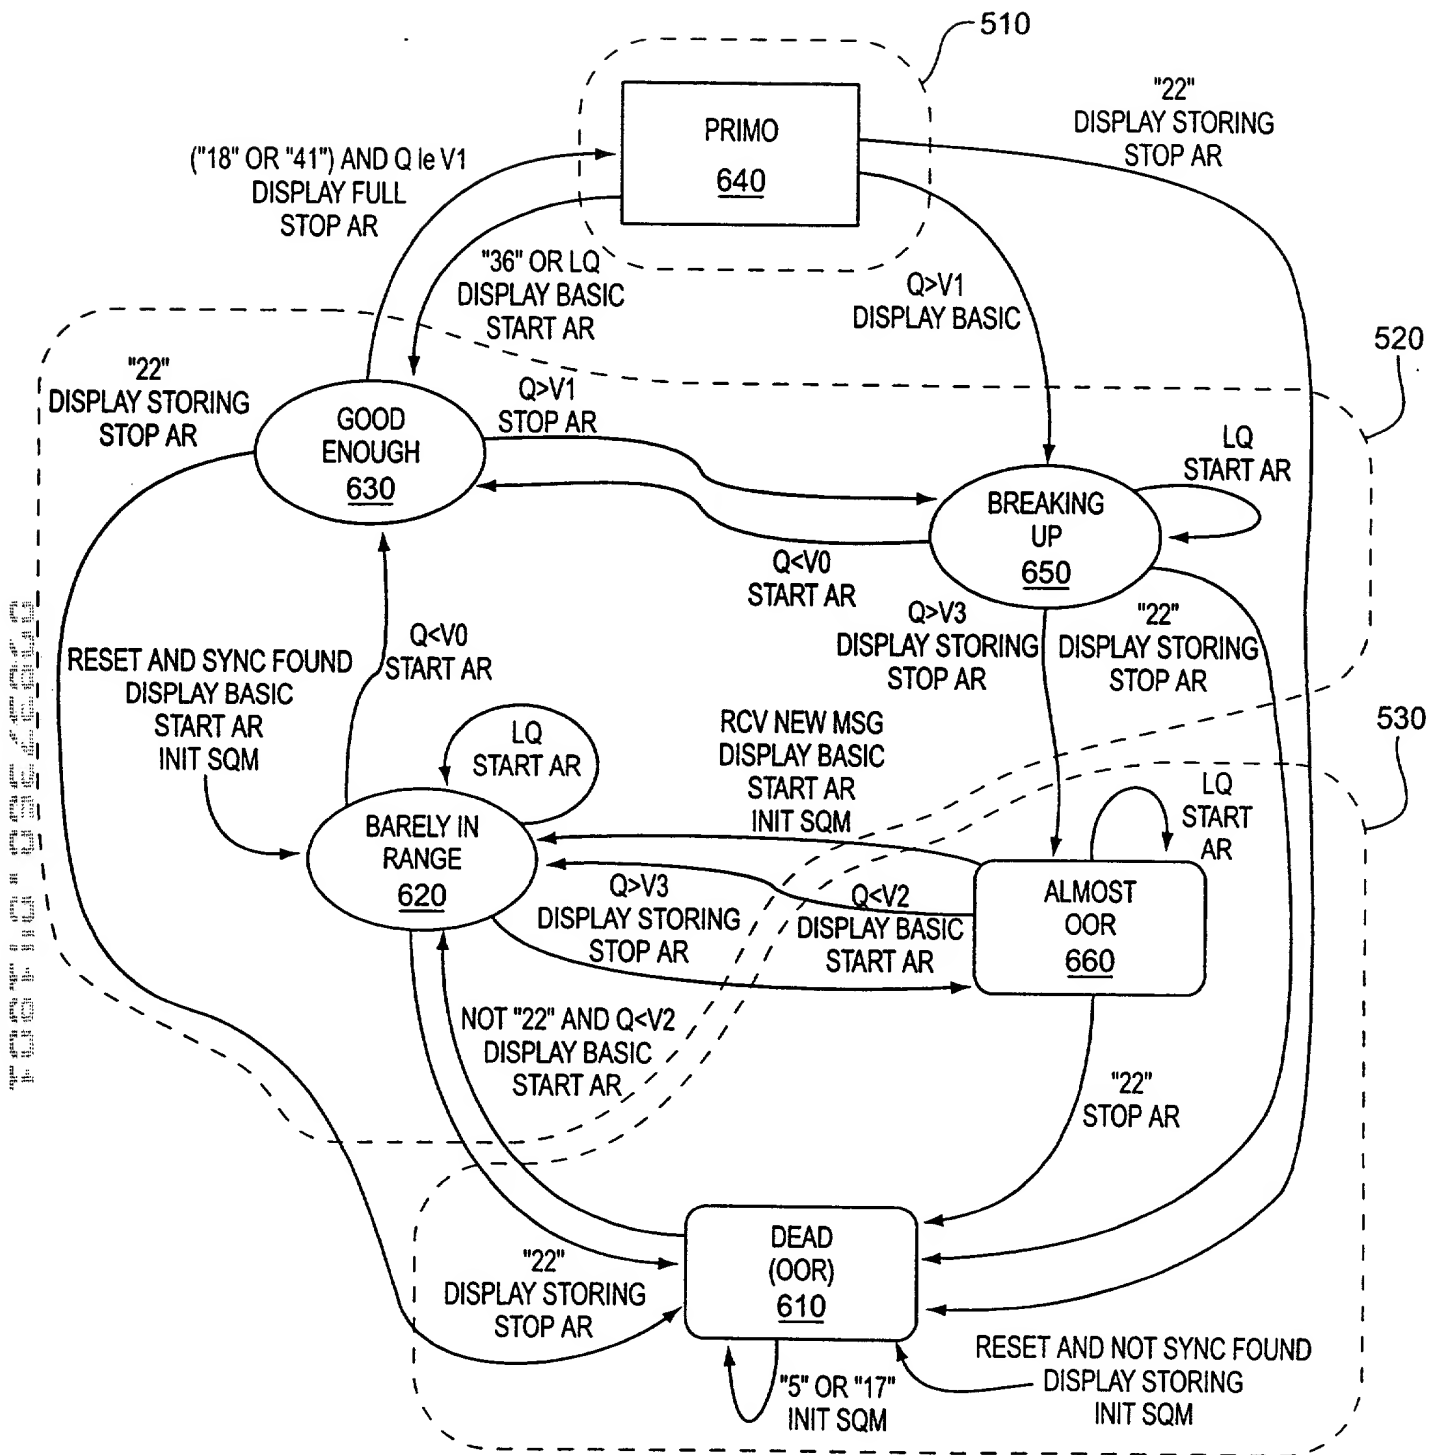 510
PRIMO
640
"22"
DISPLAY STORING
STOP AR
("18" OR "41") AND Q le V1
DISPLAY FULL
STOP AR
"36" OR LQ
DISPLAY BASIC
START AR
Q>V1
DISPLAY BASIC
520
"22"
DISPLAY STORING
STOP AR
GOOD
ENOUGH
630
Q>V1
STOP AR
LQ
START AR
BREAKING
UP
650
Q<V0
START AR
Q>V3
DISPLAY STORING
STOP AR
"22"
DISPLAY STORING
STOP AR
Q<V0
START AR
RESET AND SYNC FOUND
DISPLAY BASIC
START AR
INIT SQM
LQ
START AR
RCV NEW MSG
DISPLAY BASIC
START AR
INIT SQM
530
LQ
START
AR
BARELY IN
RANGE
620
Q>V3
DISPLAY STORING
STOP AR
Q<V2
DISPLAY BASIC
START AR
ALMOST
OOR
660
NOT "22" AND Q<V2
DISPLAY BASIC
START AR
"22"
STOP AR
DEAD
(OOR)
610
"22"
DISPLAY STORING
STOP AR
"5" OR "17"
INIT SQM
RESET AND NOT SYNC FOUND
DISPLAY STORING
INIT SQM